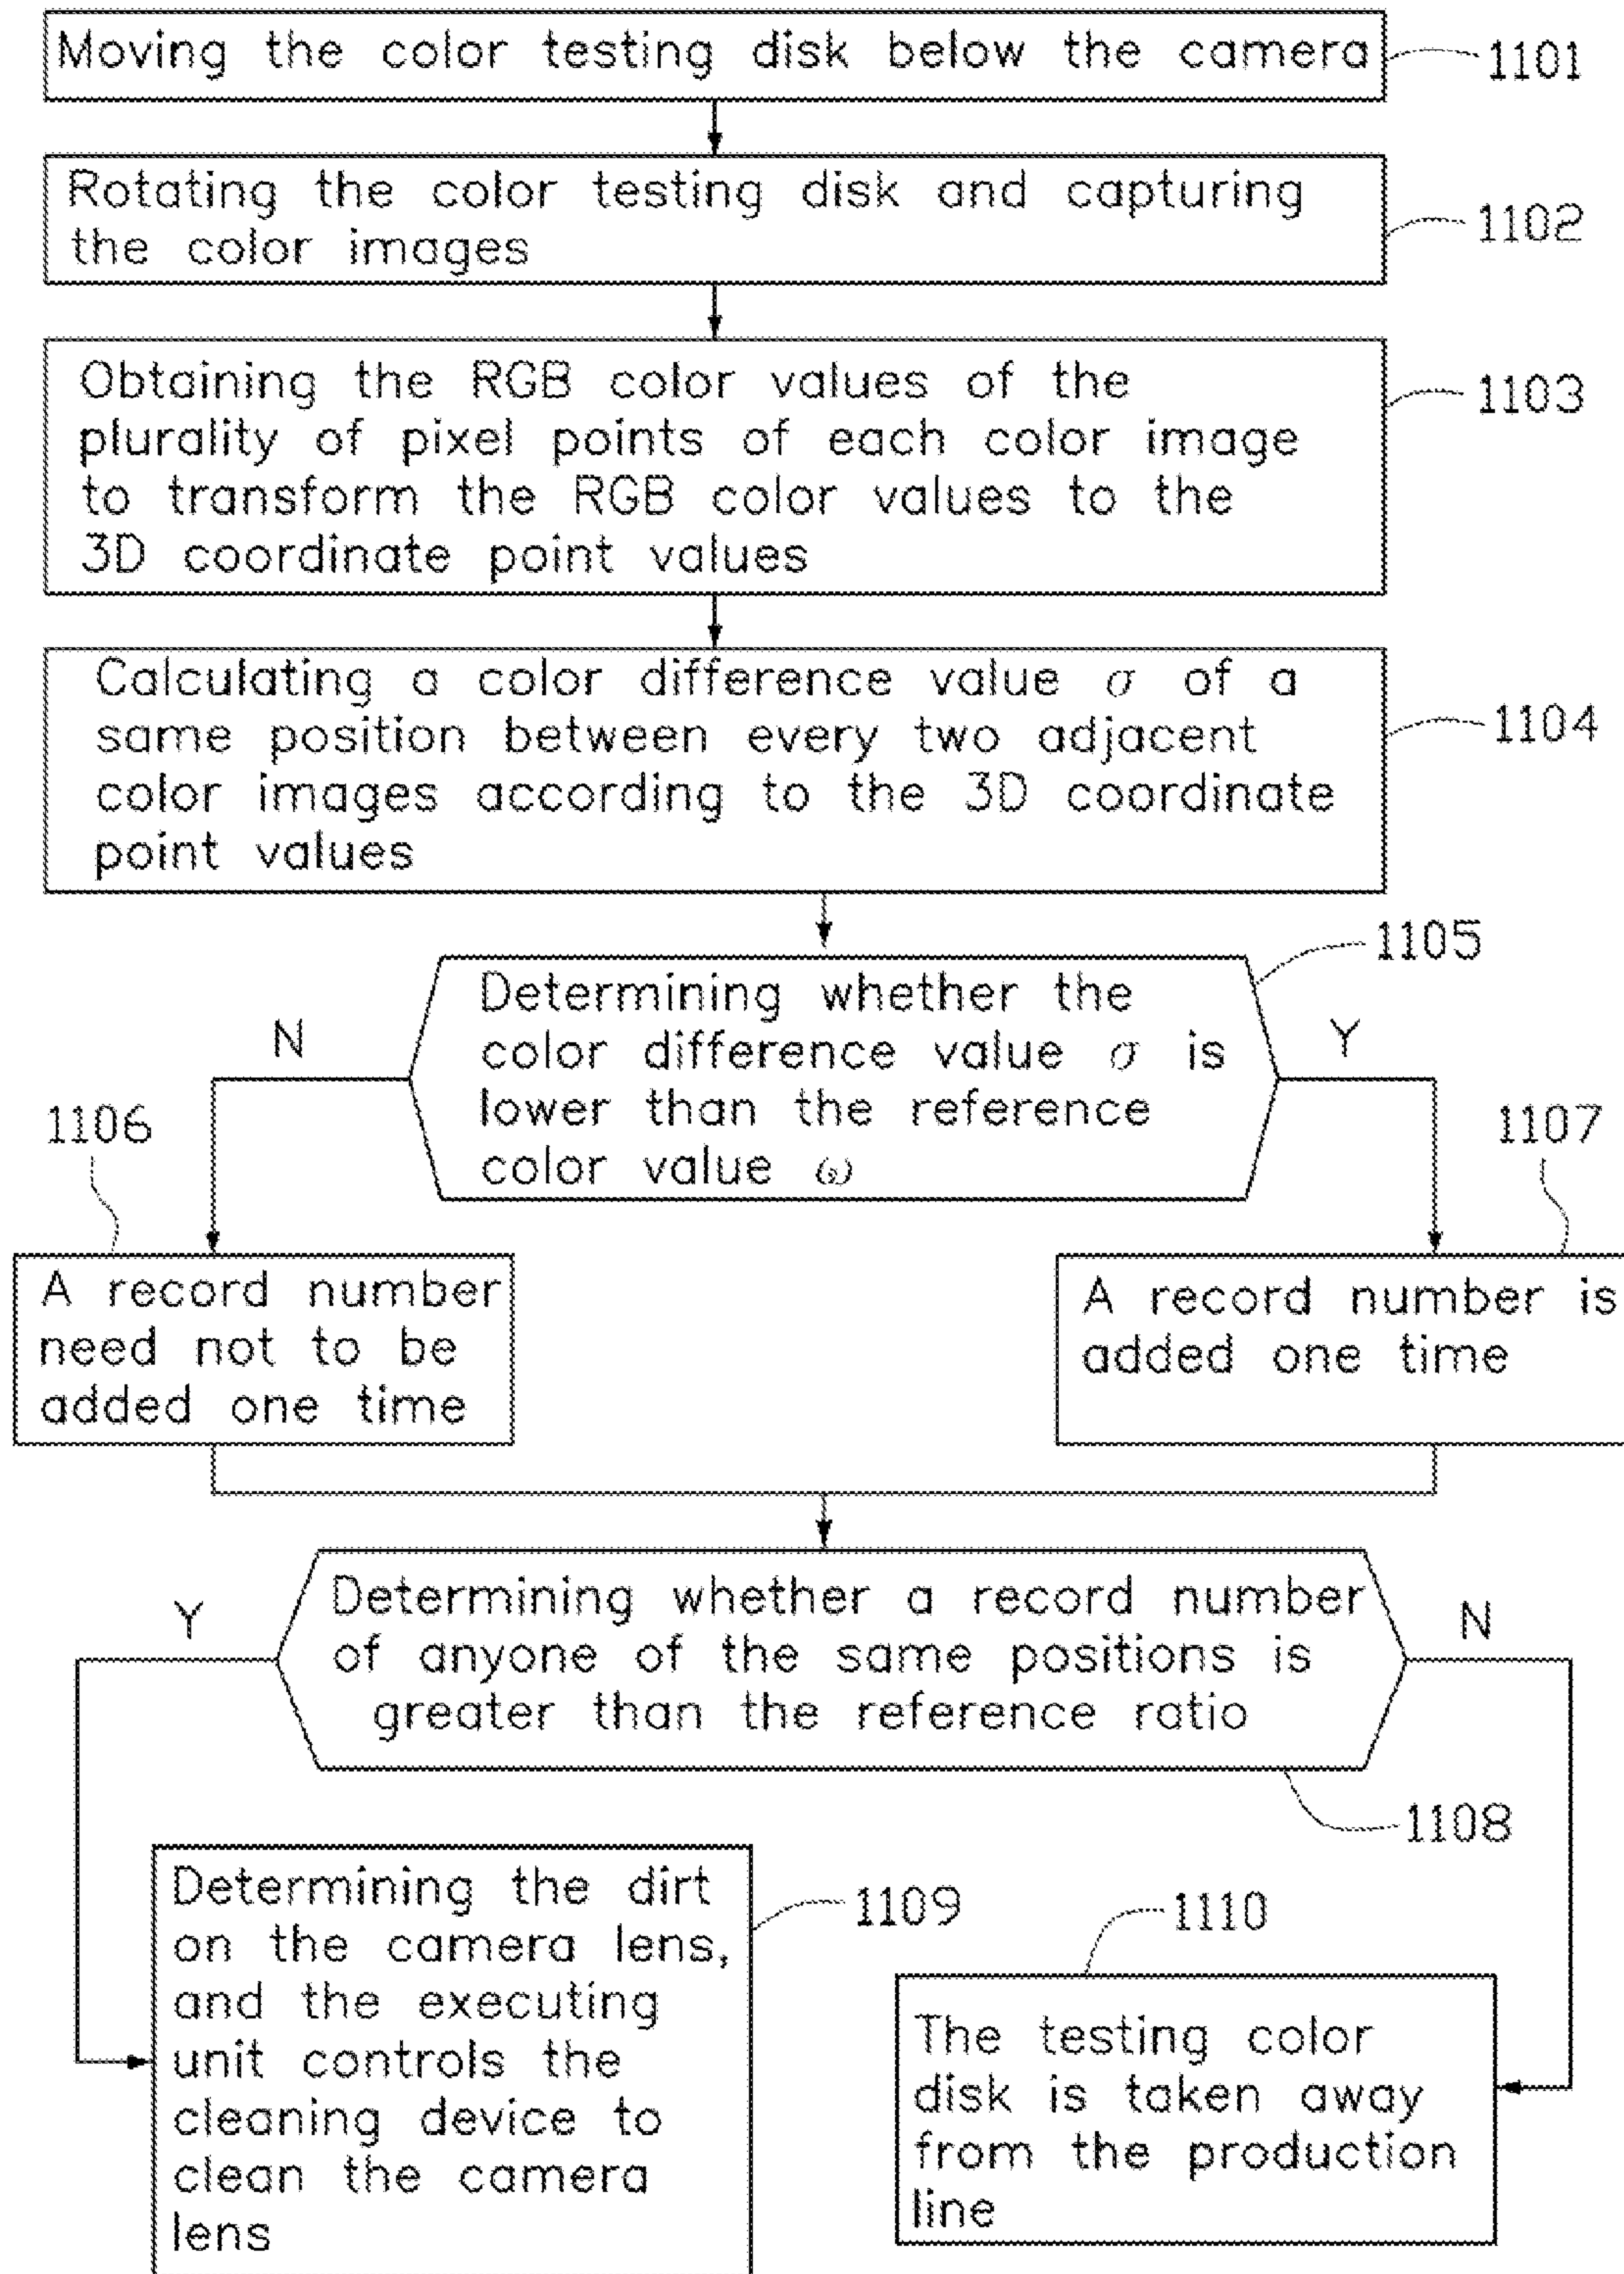 Moving the color testing disk below the camera
1101
Rotating the color testing disk and capturing
the color images
1102
Obtaining the RGB color values of the
plurality of pixel points of each color image
to transform the RGB color values to the
3D coordinate point values
1103
Calculating a color difference value σ of a
same position between every two adjacent
color images according to the 3D coordinate
point values
1104
1105
Determining whether the
color difference value σ is
lower than the reference
color value ω
N
Y
1106
1107
A record number
need not to be
added one time
A record number is
added one time
Y
Determining whether a record number
of anyone of the same positions is
greater than the reference ratio
N
1108
Determining the dirt
on the camera lens,
and the executing
unit controls the
cleaning device to
clean the camera
lens
1109
1110
The testing color
disk is taken away
from the production
line